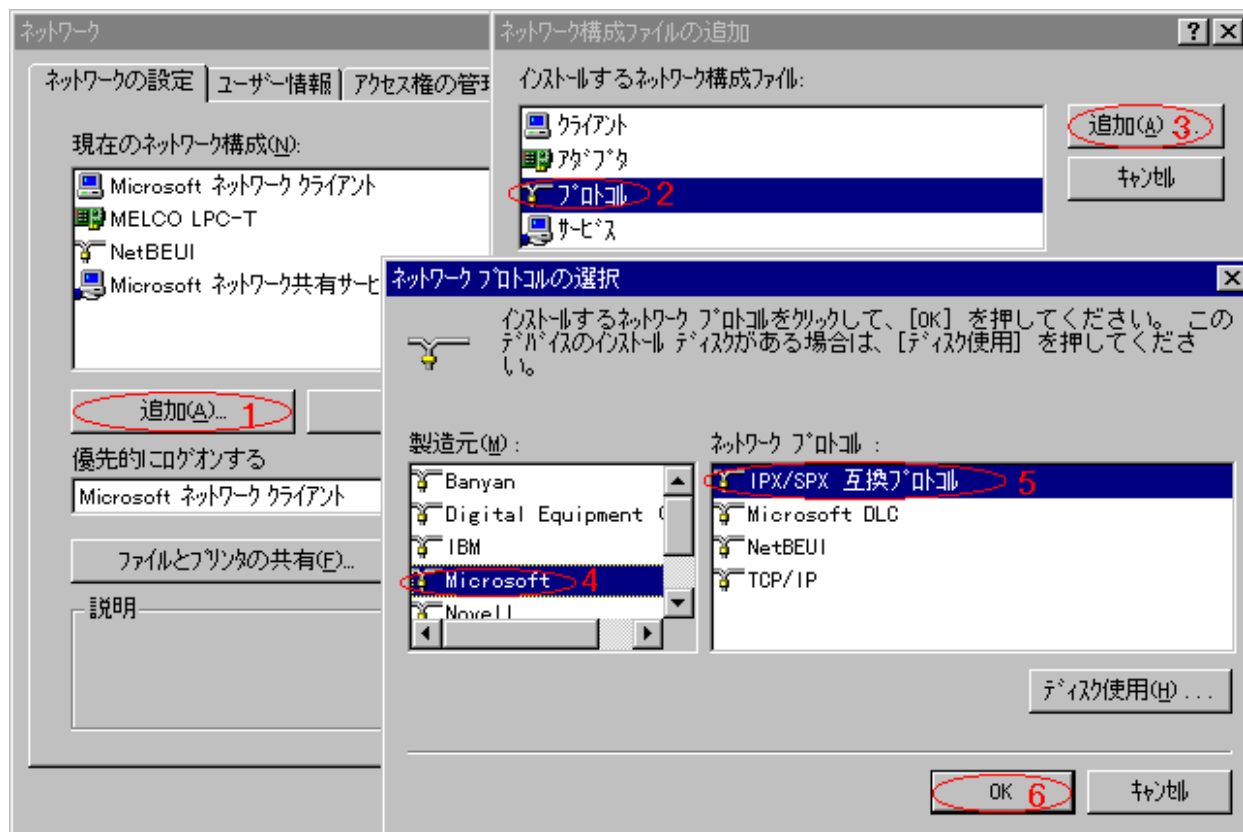 ネットワーク
ネットワークの設定
ユーザー情報
アクセス権の管理
現在のネットワーク構成(N):
Microsoft ネットワーク クライアント
MELCO LPC-T
NetBEUI
Microsoft ネットワーク共有サービ
追加(A)... 1
優先的にログオンする
Microsoft ネットワーク クライアント
ファイルとプリンタの共有(F)...
説明
ネットワーク構成ファイルの追加
インストールするネットワーク構成ファイル:
クライアント
アダプタ
プロトコル 2
サービス
追加(A) 3 .
キャンセル
ネットワーク プロトコルの選択
インストールするネットワーク プロトコルをクリックして、[OK] を押してください。 この
デバイスのインストール ディスクがある場合は、[ディスク使用] を押してくださ
い。
製造元(M) :
Banyan
Digital Equipment
IBM
Microsoft 4
Novell
ネットワーク プロトコル :
IPX/SPX 互換プロトコル 5
Microsoft DLC
NetBEUI
TCP/IP
ディスク使用(H) ...
OK 6
キャンセル